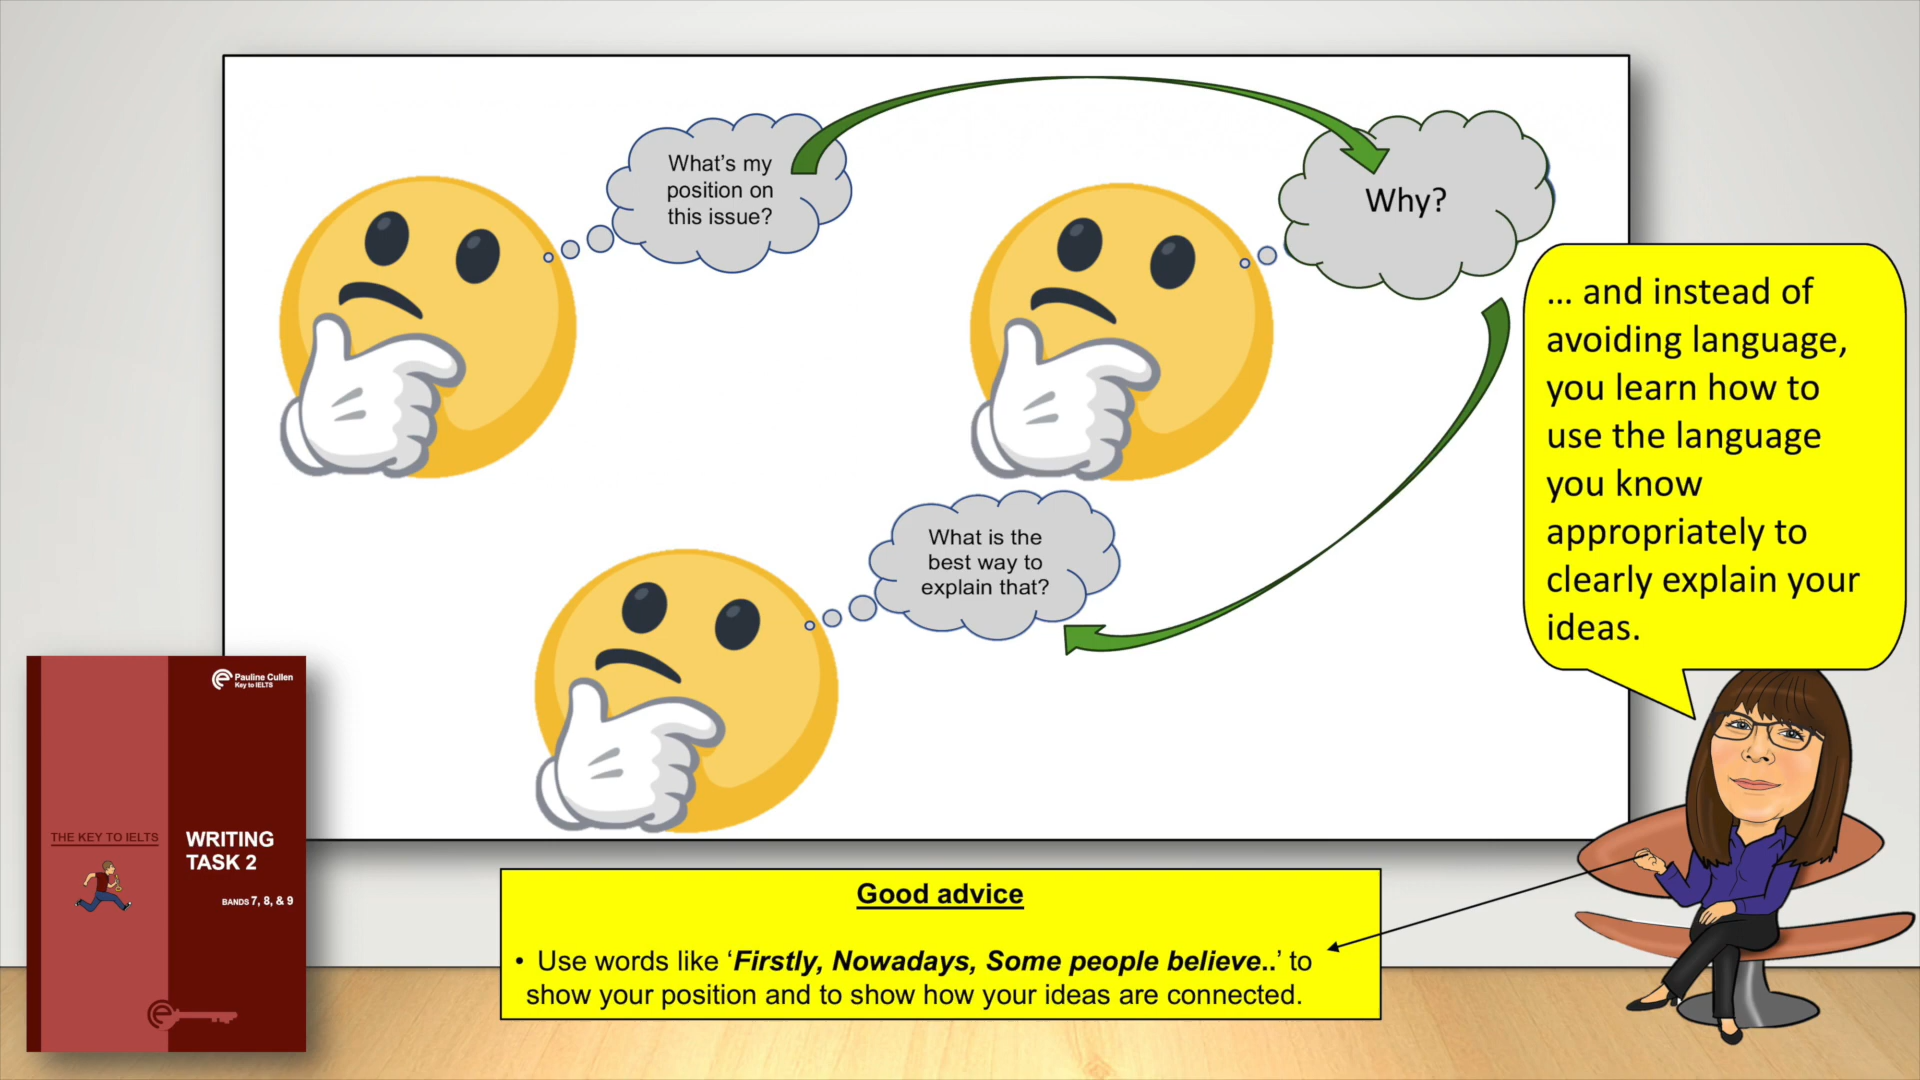 What's my
position on
this issue?
Why?
… and instead of
avoiding language,
you learn how to
use the language
you know
appropriately to
clearly explain your
ideas.
What is the
best way to
explain that?
Pauline Cullen
Key to IELTS
THE KEY TO IELTS
WRITING
TASK 2
BANDS 7, 8, & 9
Good advice
• Use words like ‘Firstly, Nowadays, Some people believe..’ to
show your position and to show how your ideas are connected.